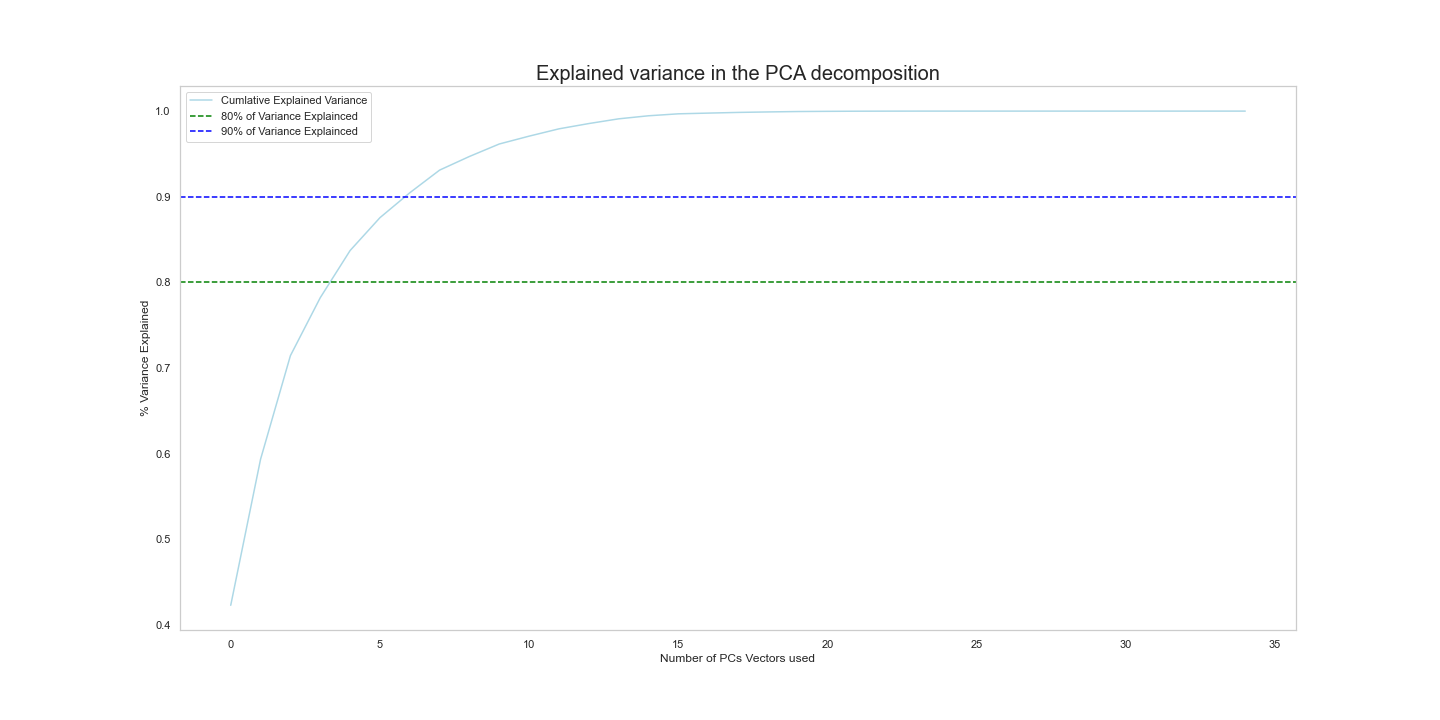 Explained variance in the PCA decomposition
Cumlative Explained Variance
80% of Variance Explainced
90% of Variance Explainced
1.0
0.9
0.8
0.7
0.6
0.5
0.4
% Variance Explained
0 5 10 15 20 25 30 35
Number of PCs Vectors used